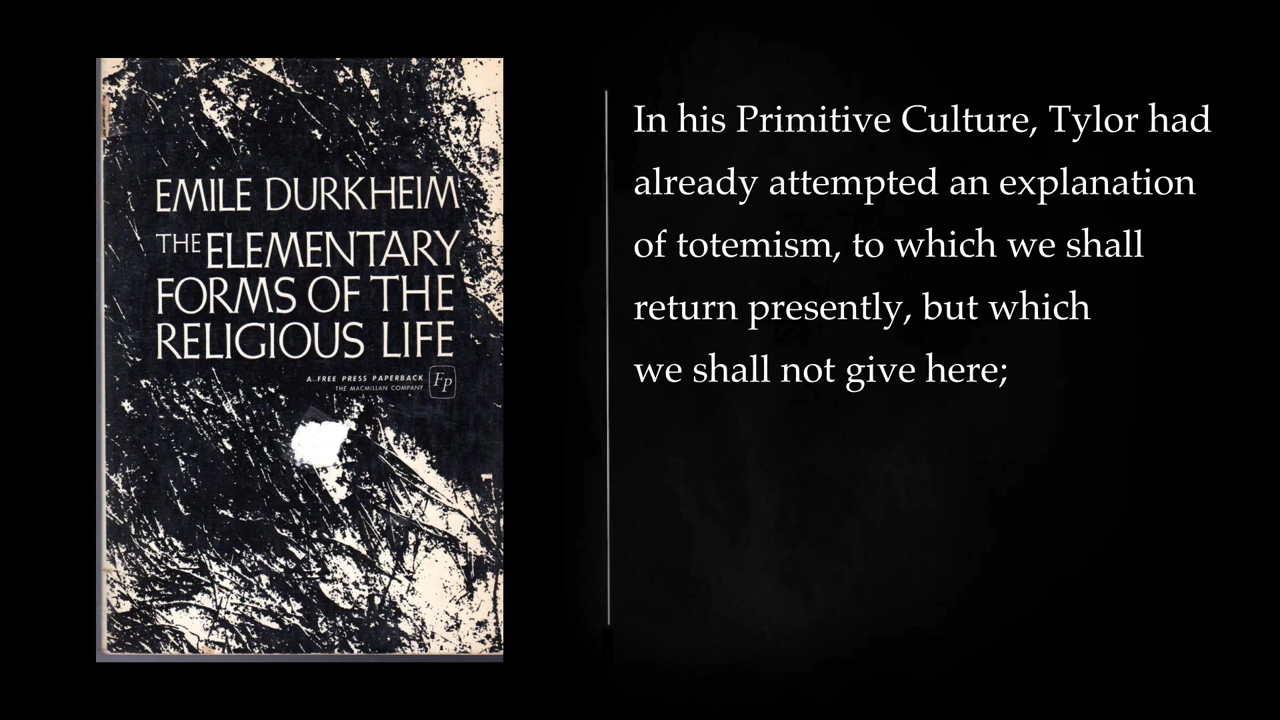 EMILE DURKHEIM
THE ELEMENTARY
FORMS OF THE
RELIGIOUS LIFE
A FREE PRESS PAPERBACK
THE MACMILLAN COMPANY
FP
In his Primitive Culture, Tylor had
already attempted an explanation
of totemism, to which we shall
return presently, but which
we shall not give here;